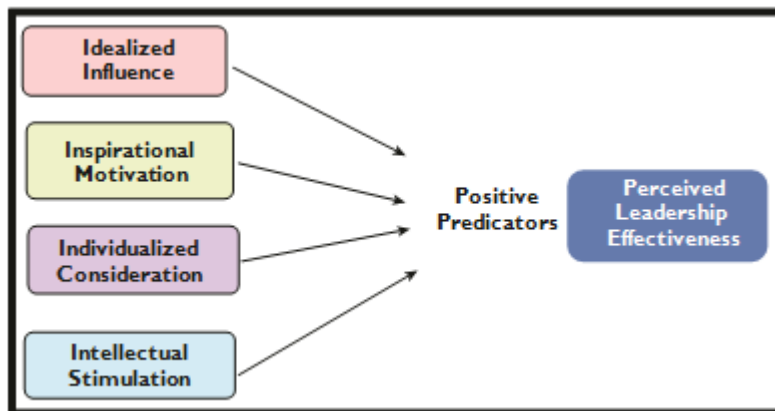 Idealized
Influence
Inspirational
Motivation
Individualized
Consideration
Intellectual
Stimulation
Positive
Predicators
Perceived
Leadership
Effectiveness